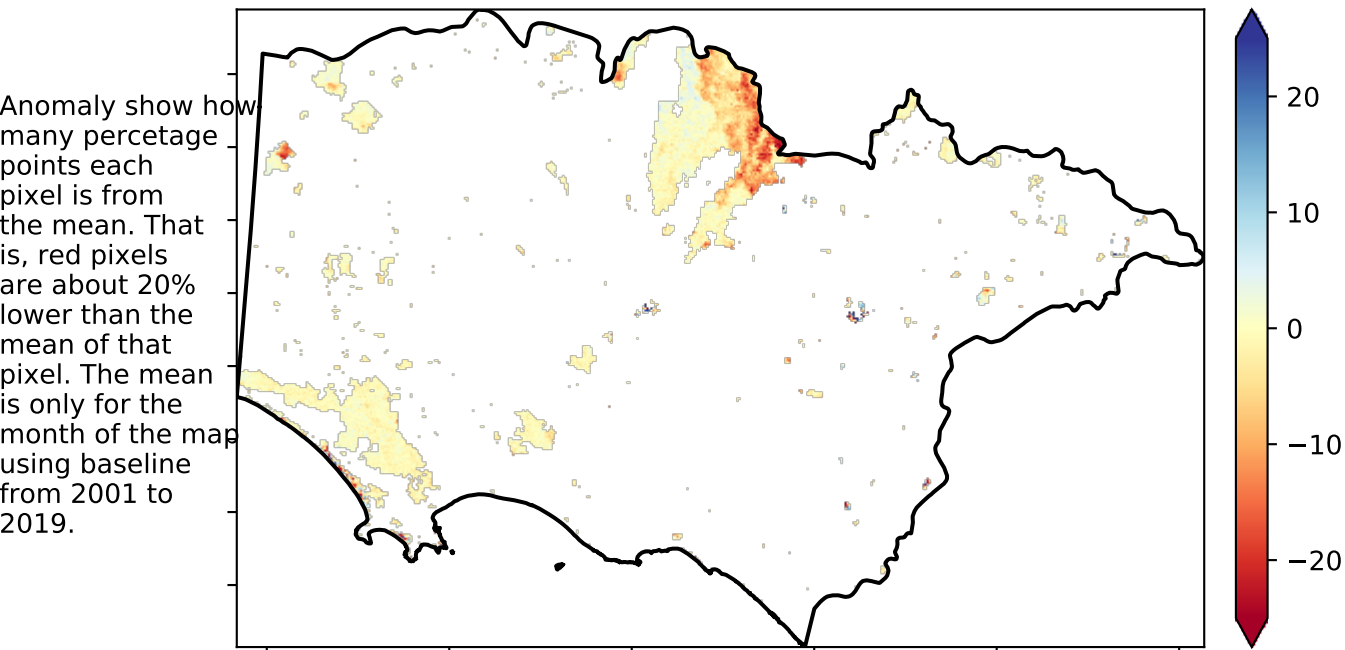 Anomaly show how
many percetage
points each
pixel is from
the mean. That
is, red pixels
are about 20%
lower than the
mean of that
pixel. The mean
is only for the
month of the map
using baseline
from 2001 to
2019.
20
10
0
−10
−20